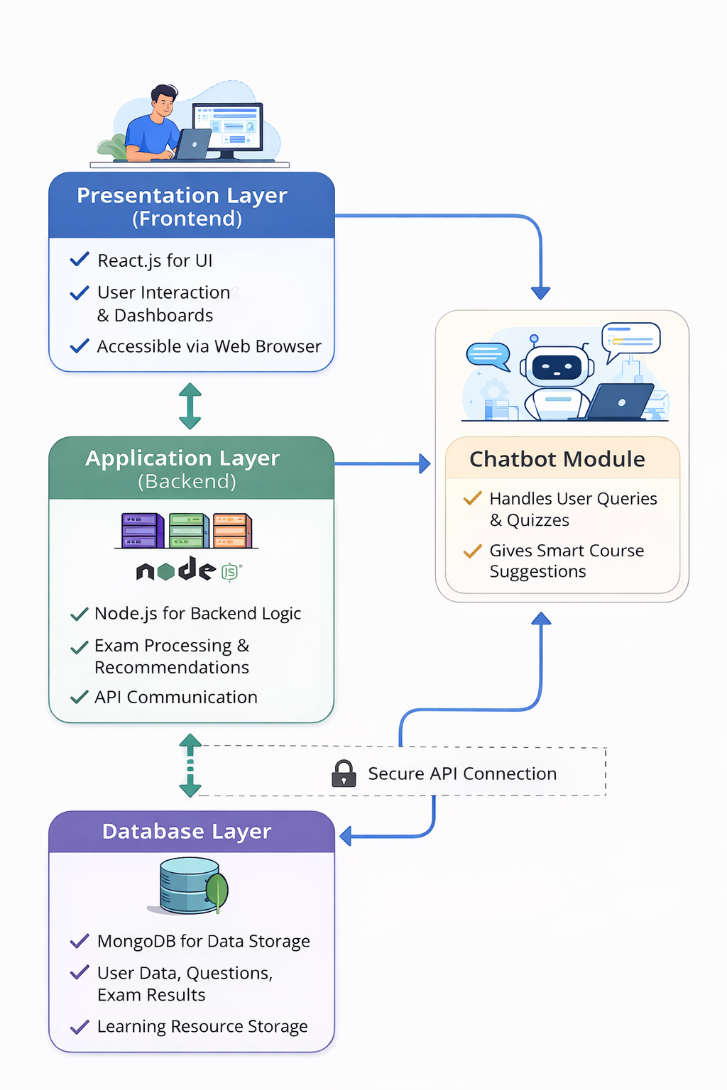 Presentation Layer
(Frontend)
React.js for UI
User Interaction
& Dashboards
Accessible via Web Browser
Application Layer
(Backend)
node
JS
Node.js for Backend Logic
Exam Processing &
Recommendations
API Communication
Chatbot Module
Handles User Queries
& Quizzes
Gives Smart Course
Suggestions
Secure API Connection
Database Layer
MongoDB for Data Storage
User Data, Questions,
Exam Results
Learning Resource Storage